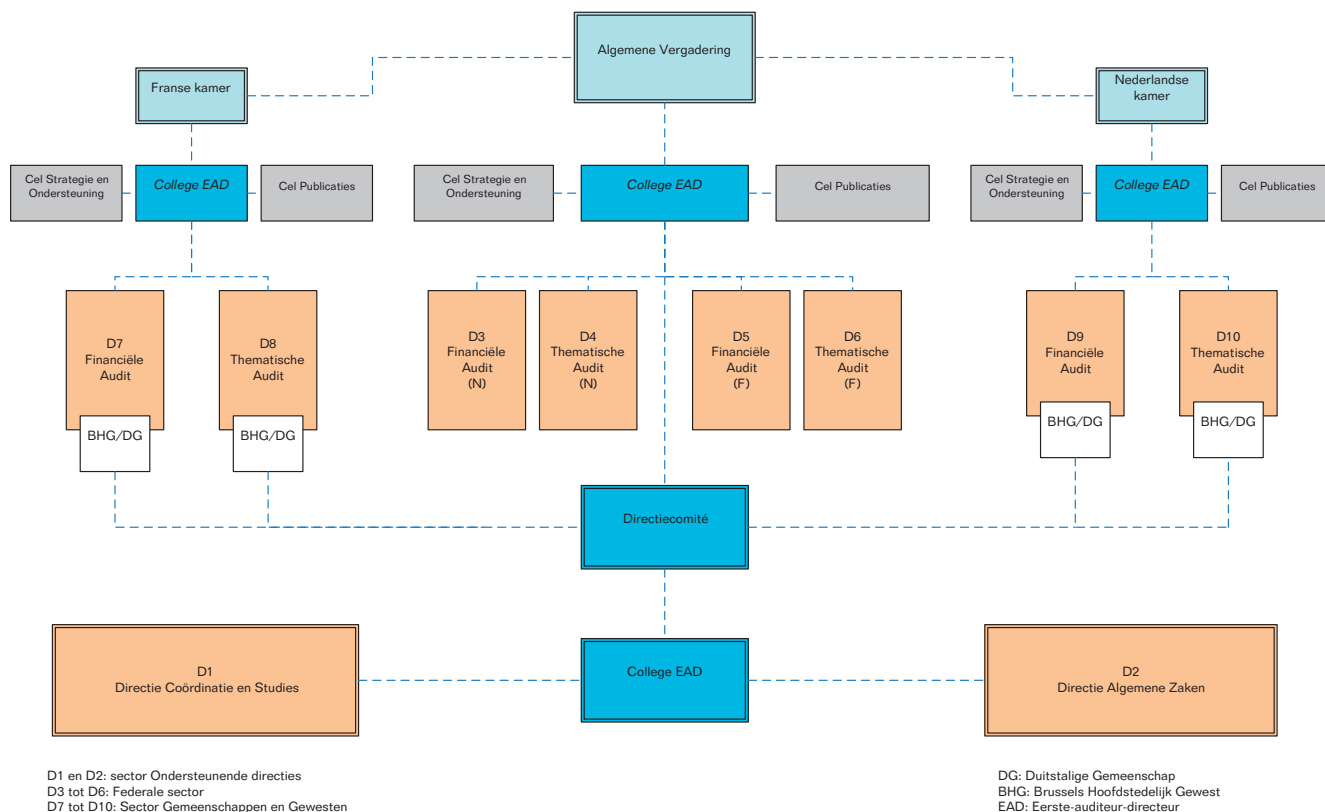 Algemene Vergadering
Franse kamer
Nederlandse
kamer
Cel Strategie en
Ondersteuning
College EAD
Cel Publicaties
Cel Strategie en
Ondersteuning
College EAD
Cel Publicaties
Cel Strategie en
Ondersteuning
College EAD
Cel Publicaties
D7
Financiële
Audit
BHG/DG
D8
Thematische
Audit
BHG/DG
D3
Financiële
Audit
(N)
D4
Thematische
Audit
(N)
D5
Financiële
Audit
(F)
D6
Thematische
Audit
(F)
D9
Financiële
Audit
BHG/DG
D10
Thematische
Audit
BHG/DG
Directiecomité
D1
Directie Coördinatie en Studies
College EAD
D2
Directie Algemene Zaken
D1 en D2: sector Ondersteunende directies
D3 tot D6: Federale sector
D7 tot D10: Sector Gemeenschappen en Gewesten
DG: Duitstalige Gemeenschap
BHG: Brussels Hoofdstedelijk Gewest
EAD: Eerste-auditeur-directeur